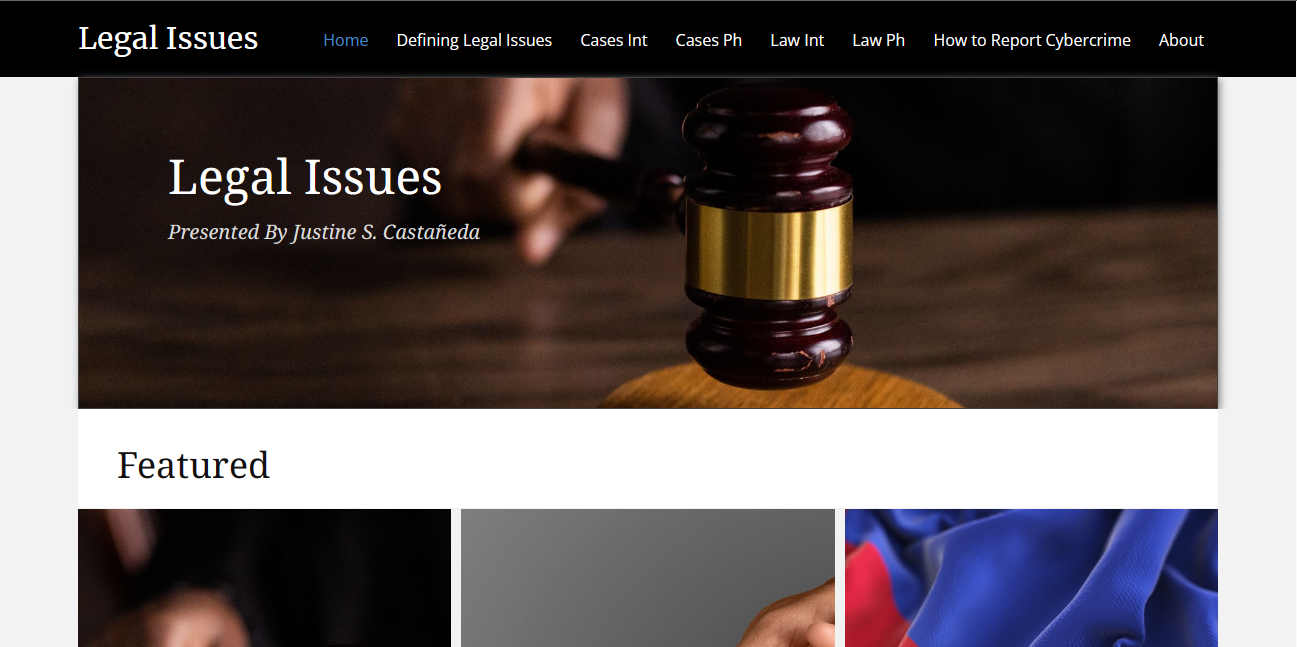 Legal Issues
Home Defining Legal Issues Cases Int Cases Ph Law Int Law Ph How to Report Cybercrime About
Legal Issues
Presented By Justine S. Castañeda
Featured